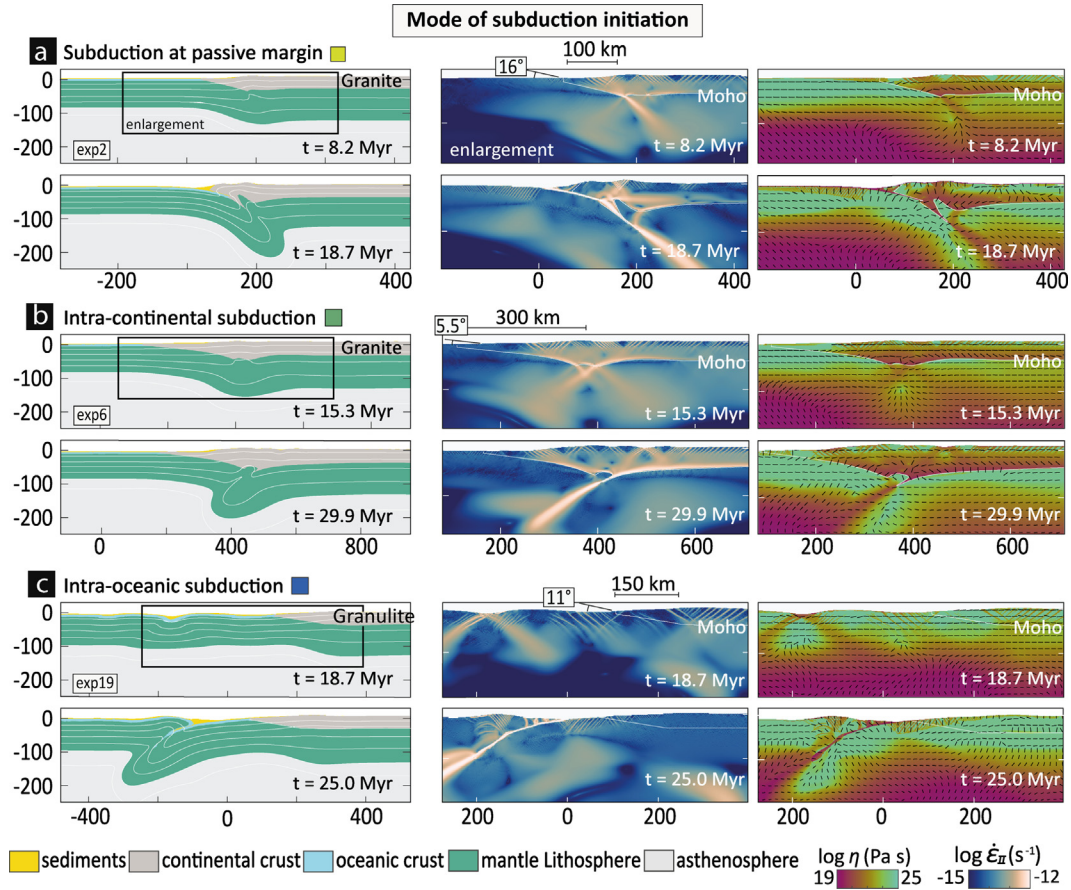 Mode of subduction initiation
a Subduction at passive margin
100 km
0
-100
-200
Granite
enlargement
exp2
t = 8.2 Myr
16°
Moho
enlargement
t = 8.2 Myr
Moho
t = 8.2 Myr
0
-100
-200
t = 18.7 Myr
t = 18.7 Myr
t = 18.7 Myr
-200 0 200 400
0 200 400
0 200 400
b Intra-continental subduction
300 km
5.5°
0
-100
-200
Granite
exp6
t = 15.3 Myr
Moho
t = 15.3 Myr
Moho
t = 15.3 Myr
0
-100
-200
t = 29.9 Myr
t = 29.9 Myr
t = 29.9 Myr
0 400 800
200 400 600
200 400 600
c Intra-oceanic subduction
150 km
11°
0
-100
-200
Granulite
exp19
t = 18.7 Myr
Moho
t = 18.7 Myr
Moho
t = 18.7 Myr
0
-100
-200
t = 25.0 Myr
t = 25.0 Myr
t = 25.0 Myr
-400 0 400
200 0 200
200 0 200
sediments continental crust oceanic crust mantle Lithosphere asthenosphere
log η (Pa s)
19 25
log ε̇II (s-1)
-15 -12